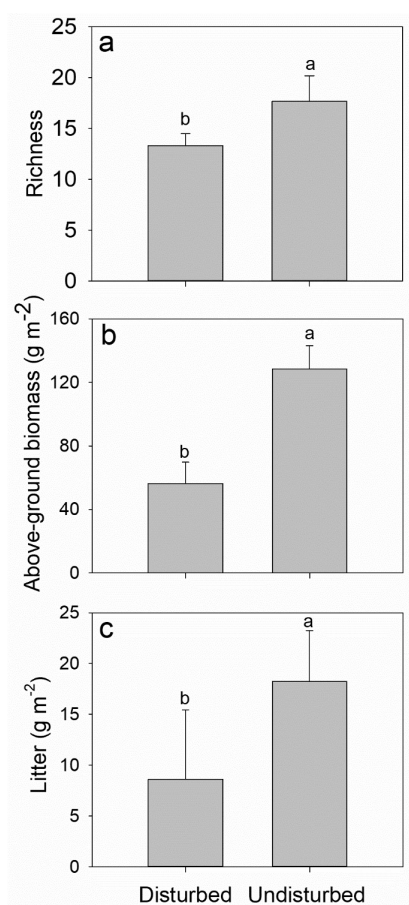 a
Richness
25
20
15
10
5
0
b
a
b
Above-ground biomass (g m⁻²)
160
120
80
40
0
b
a
c
Litter (g m⁻²)
25
20
15
10
5
0
b
a
Disturbed Undisturbed